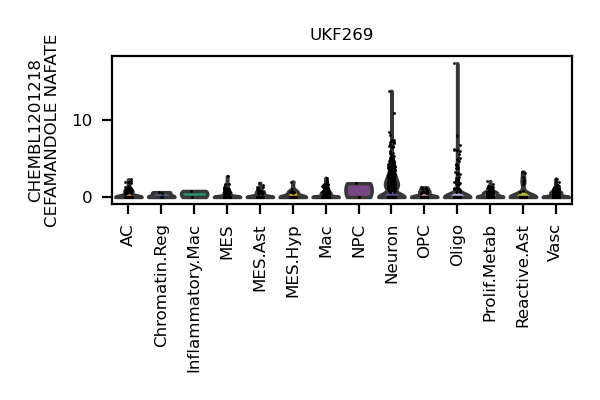 UKF269
CHEMBL1201218
CEFAMANDOLE NAFATE
10
0
AC
Chromatin.Reg
Inflammatory.Mac
MES
MES.Ast
MES.Hyp
Mac
NPC
Neuron
OPC
Oligo
Prolif.Metab
Reactive.Ast
Vasc